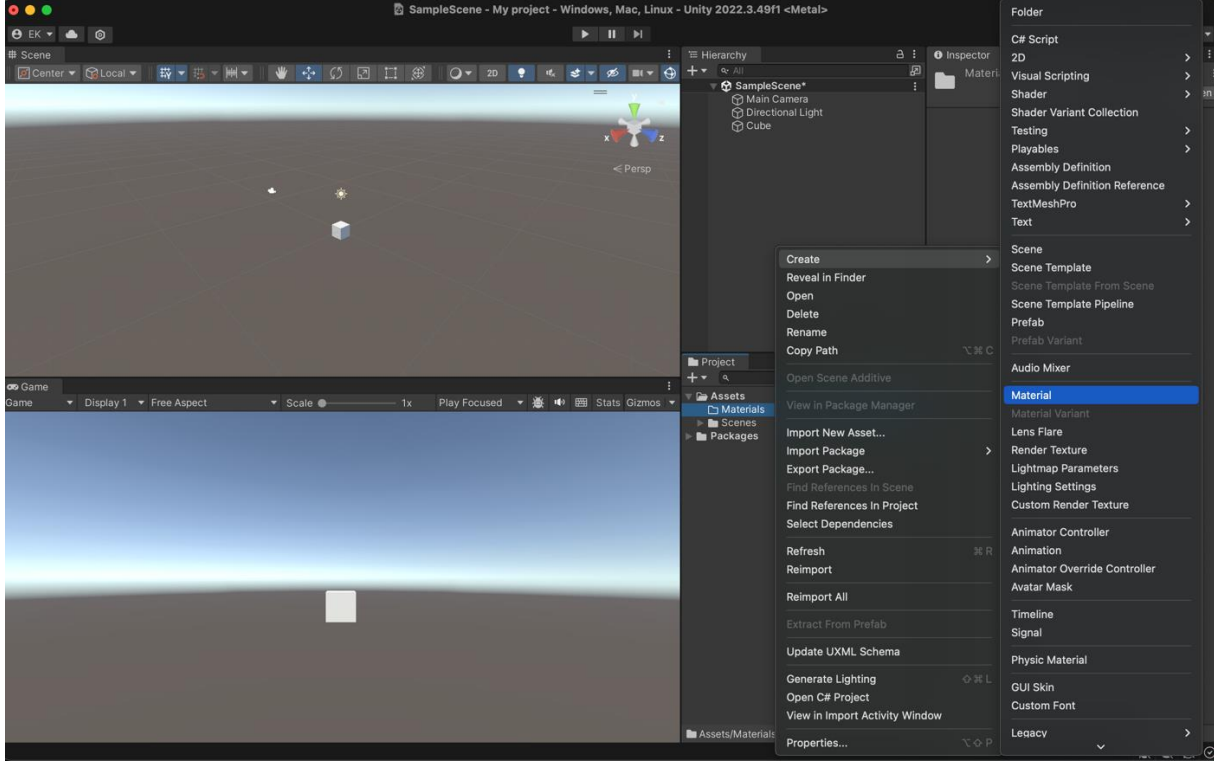 SampleScene - My project - Windows, Mac, Linux - Unity 2022.3.49f1 <Metal>
EK
Scene
Center
Local
2D
Persp
x
z
Game
Game
Display 1
Free Aspect
Scale
1x
Play Focused
Stats
Gizmos
Hierarchy
All
SampleScene*
Main Camera
Directional Light
Cube
Inspector
Materi
Project
Assets
Materials
Scenes
Packages
Assets/Materials
Create
Reveal in Finder
Open
Delete
Rename
Copy Path ⌥⌘C
Open Scene Additive
View in Package Manager
Import New Asset...
Import Package
Export Package...
Find References In Scene
Find References In Project
Select Dependencies
Refresh ⌘R
Reimport
Reimport All
Extract From Prefab
Update UXML Schema
Generate Lighting ⇧⌘L
Open C# Project
View in Import Activity Window
Properties... ⌥⇧P
Folder
C# Script
2D
Visual Scripting
Shader
Shader Variant Collection
Testing
Playables
Assembly Definition
Assembly Definition Reference
TextMeshPro
Text
Scene
Scene Template
Scene Template From Scene
Scene Template Pipeline
Prefab
Prefab Variant
Audio Mixer
Material
Material Variant
Lens Flare
Render Texture
Lightmap Parameters
Lighting Settings
Custom Render Texture
Animator Controller
Animation
Animator Override Controller
Avatar Mask
Timeline
Signal
Physic Material
GUI Skin
Custom Font
Legacy